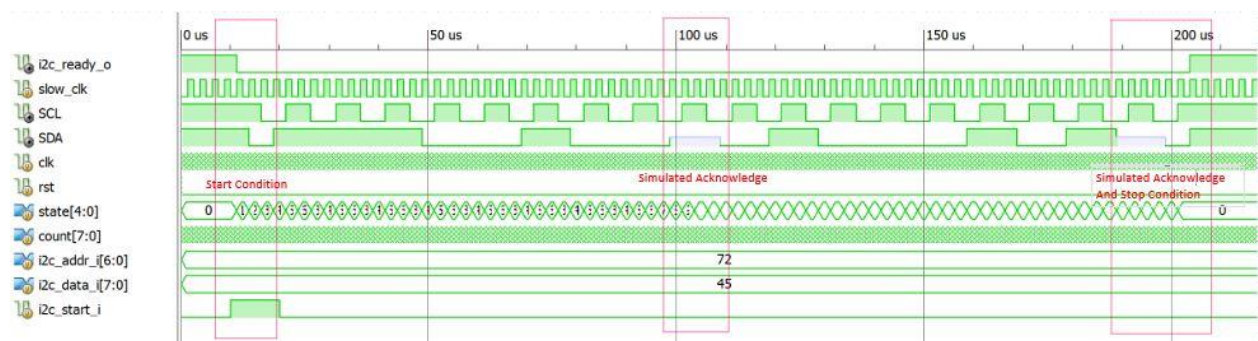 0 us 50 us 100 us 150 us 200 us
i2c_ready_o
slow_clk
SCL
SDA
clk
rst
Start Condition Simulated Acknowledge Simulated Acknowledge
And Stop Condition
state[4:0] 0 0
count[7:0]
i2c_addr_i[6:0] 72
i2c_data_i[7:0] 45
i2c_start_i